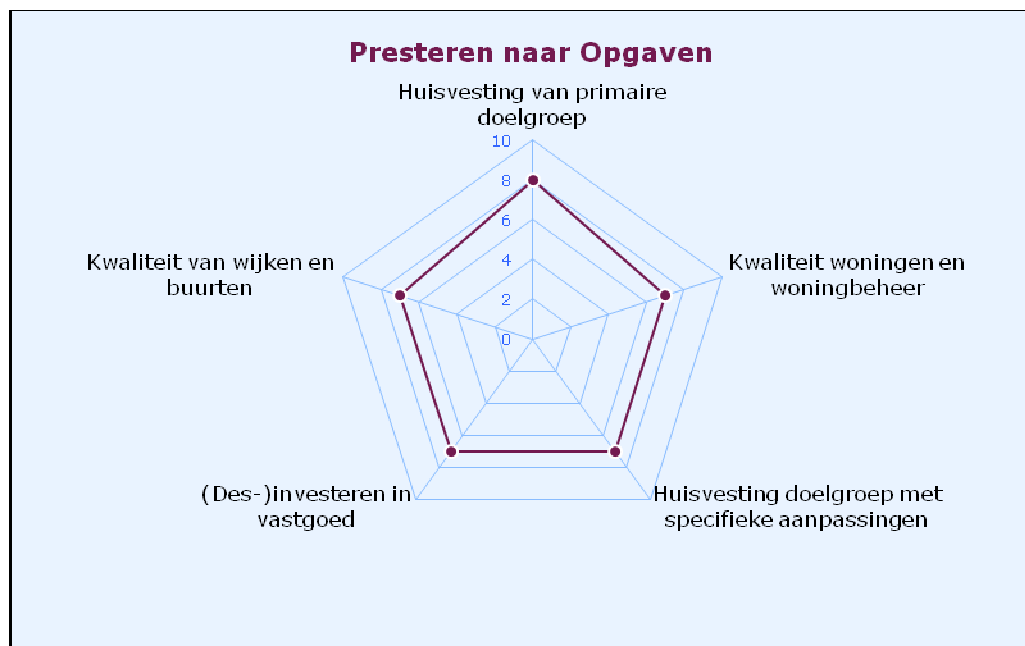 Presteren naar Opgaven
Huisvesting van primaire
doelgroep
10
8
6
4
2
0
Kwaliteit van wijken en
buurten
Kwaliteit woningen en
woningbeheer
(Des-)investeren in
vastgoed
Huisvesting doelgroep met
specifieke aanpassingen